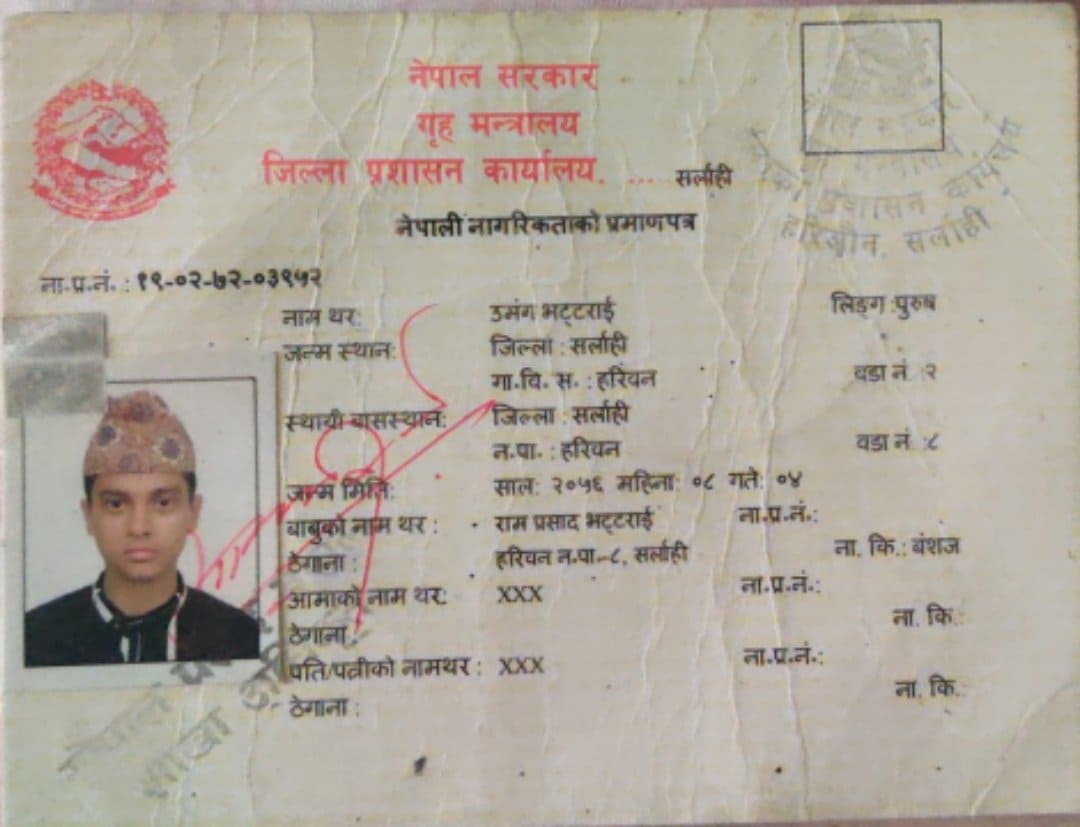 नेपाल सरकार
गृह मन्त्रालय
जिल्ला प्रशासन कार्यालय. .... सर्लाही
नेपाली नागरिकताको प्रमाणपत्र
ना.प्र.नं. : १९-०२-७२-०३९५२
नाम थर: उमंग भट्टराई लिङ्ग :पुरुष
जन्म स्थान: जिल्ला : सर्लाही
गा.वि. स. : हरिवन वडा नं :२
स्थायी बासस्थान: जिल्ला : सर्लाही
न.पा. : हरिवन वडा नं :८
जन्म मिति: साल: २०५६ महिना: ०८ गते: ०४
बाबुको नाम थर : राम प्रसाद भट्टराई ना.प्र.नं.:
ठेगाना : हरिवन न.पा-८, सर्लाही ना. कि.: बंशज
आमाको नाम थर: XXX ना.प्र.नं.:
ठेगाना : ना. कि.:
पति/पत्नीको नामथर : XXX ना.प्र.नं.:
ठेगाना : ना. कि.:
प्रशासन कार्यालय
सर्लाही